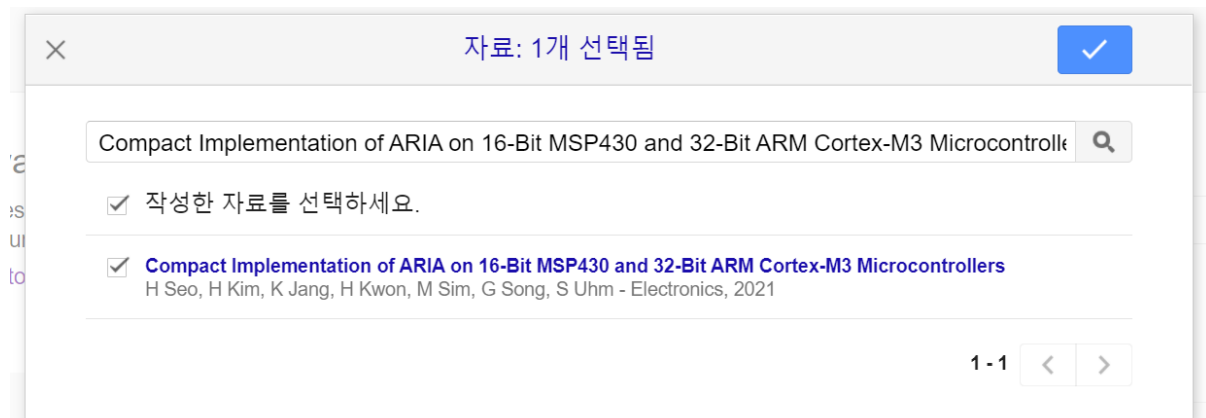 자료: 1개 선택됨
Compact Implementation of ARIA on 16-Bit MSP430 and 32-Bit ARM Cortex-M3 Microcontrolle
작성한 자료를 선택하세요.
Compact Implementation of ARIA on 16-Bit MSP430 and 32-Bit ARM Cortex-M3 Microcontrollers
H Seo, H Kim, K Jang, H Kwon, M Sim, G Song, S Uhm - Electronics, 2021
1 - 1